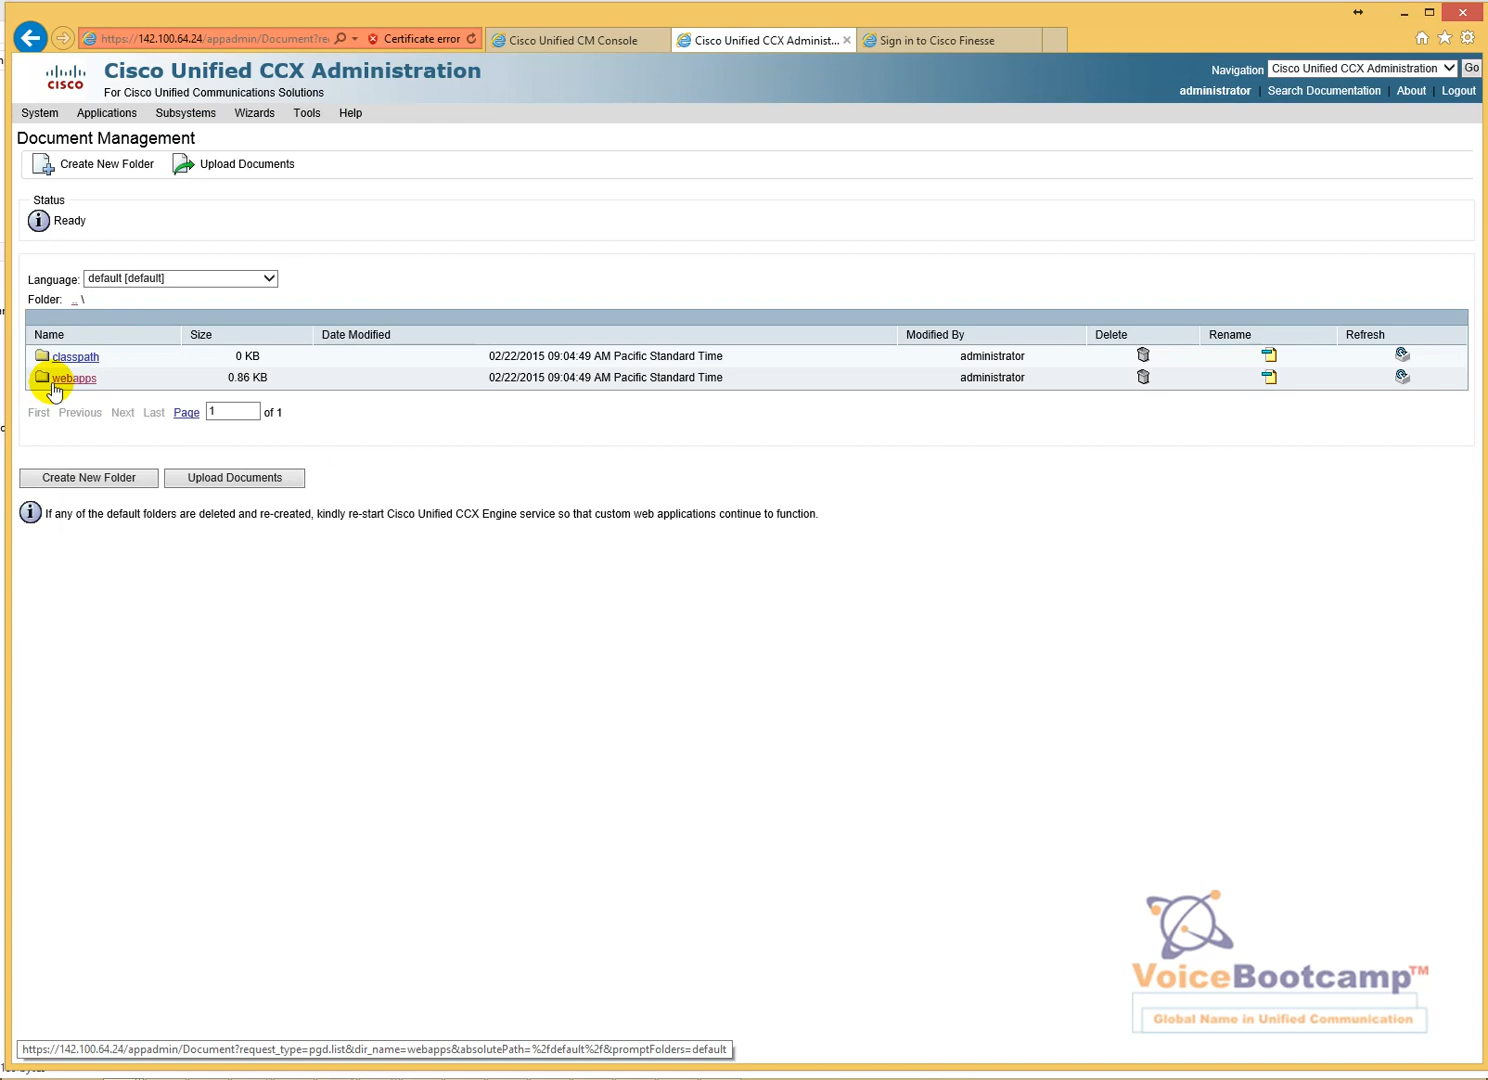 https://142.100.64.24/appadmin/Document?re Certificate error Cisco Unified CM Console Cisco Unified CCX Administ... Sign in to Cisco Finesse
CISCO Cisco Unified CCX Administration
For Cisco Unified Communications Solutions
Navigation Cisco Unified CCX Administration Go
administrator | Search Documentation | About | Logout
System Applications Subsystems Wizards Tools Help
Document Management
Create New Folder Upload Documents
Status
Ready
Language: default [default]
Folder: .. \
Name Size Date Modified Modified By Delete Rename Refresh
classpath 0 KB 02/22/2015 09:04:49 AM Pacific Standard Time administrator
webapps 0.86 KB 02/22/2015 09:04:49 AM Pacific Standard Time administrator
First Previous Next Last Page 1 of 1
Create New Folder Upload Documents
If any of the default folders are deleted and re-created, kindly re-start Cisco Unified CCX Engine service so that custom web applications continue to function.
VoiceBootcamp™
Global Name in Unified Communication
https://142.100.64.24/appadmin/Document?request_type=pgd.list&dir_name=webapps&absolutePath=%2fdefault%2f&promptFolders=default